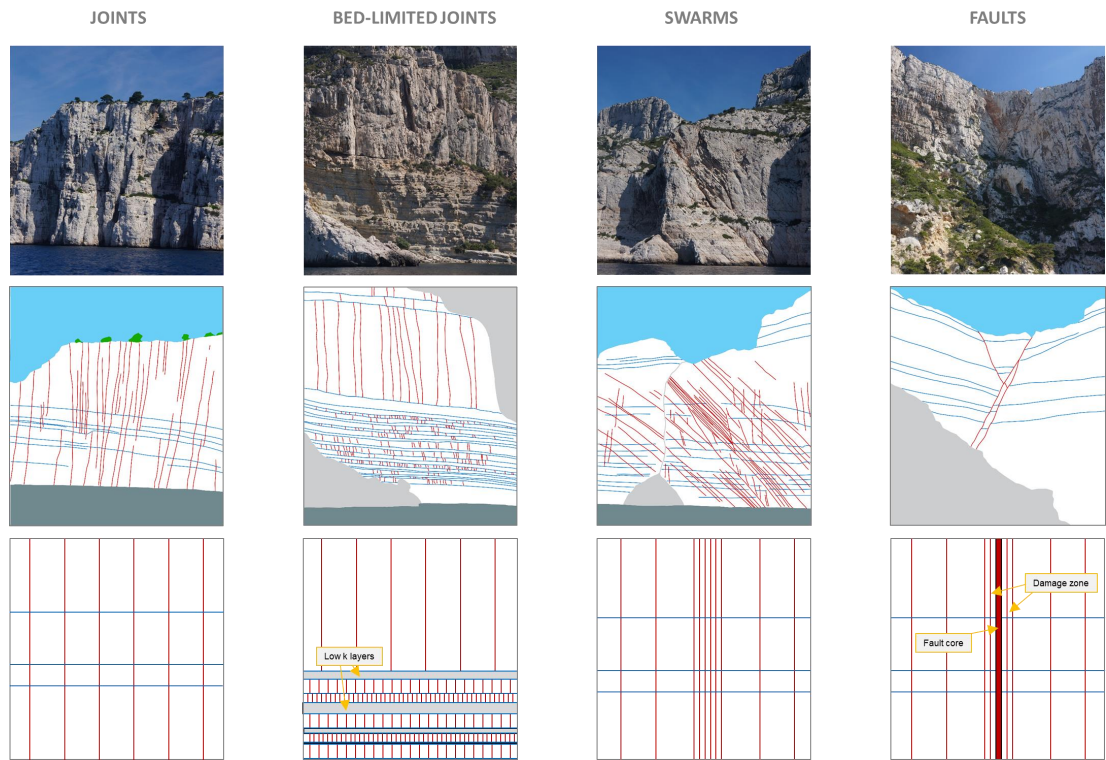 JOINTS
BED-LIMITED JOINTS
SWARMS
FAULTS
Low k layers
Damage zone
Fault core